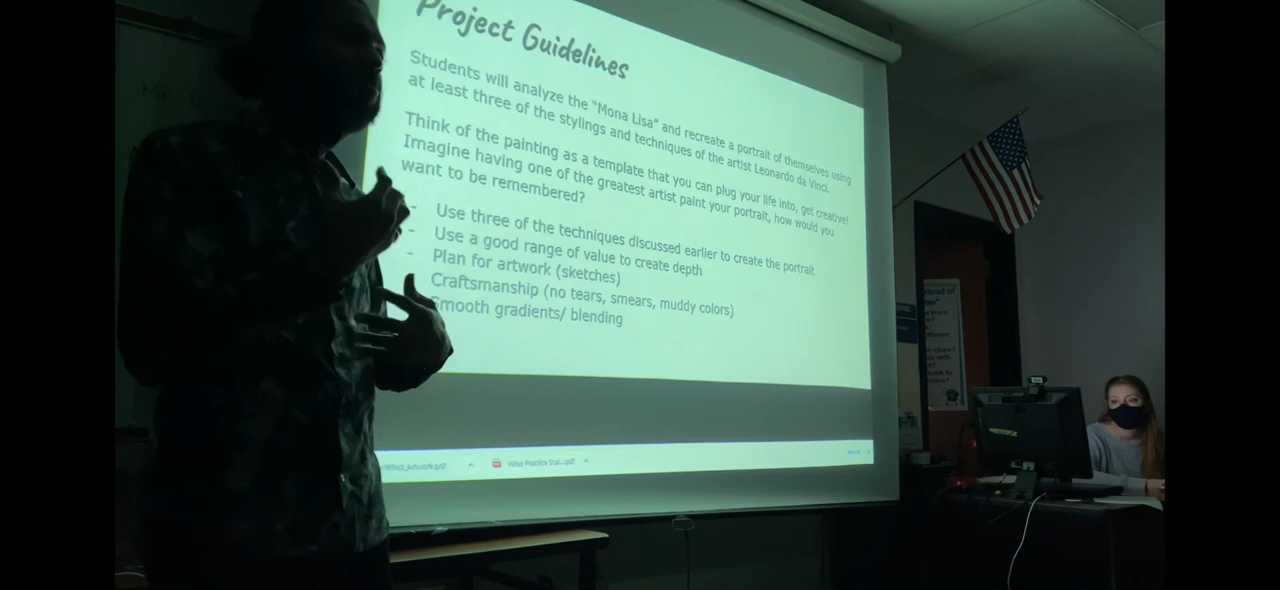 Project Guidelines
Students will analyze the "Mona Lisa" and recreate a portrait of themselves using
at least three of the stylings and techniques of the artist Leonardo da Vinci.
Think of the painting as a template that you can plug your life into, get creative!
Imagine having one of the greatest artist paint your portrait, how would you
want to be remembered?
- Use three of the techniques discussed earlier to create the portrait
- Use a good range of value to create depth
- Plan for artwork (sketches)
Craftsmanship (no tears, smears, muddy colors)
Smooth gradients/ blending